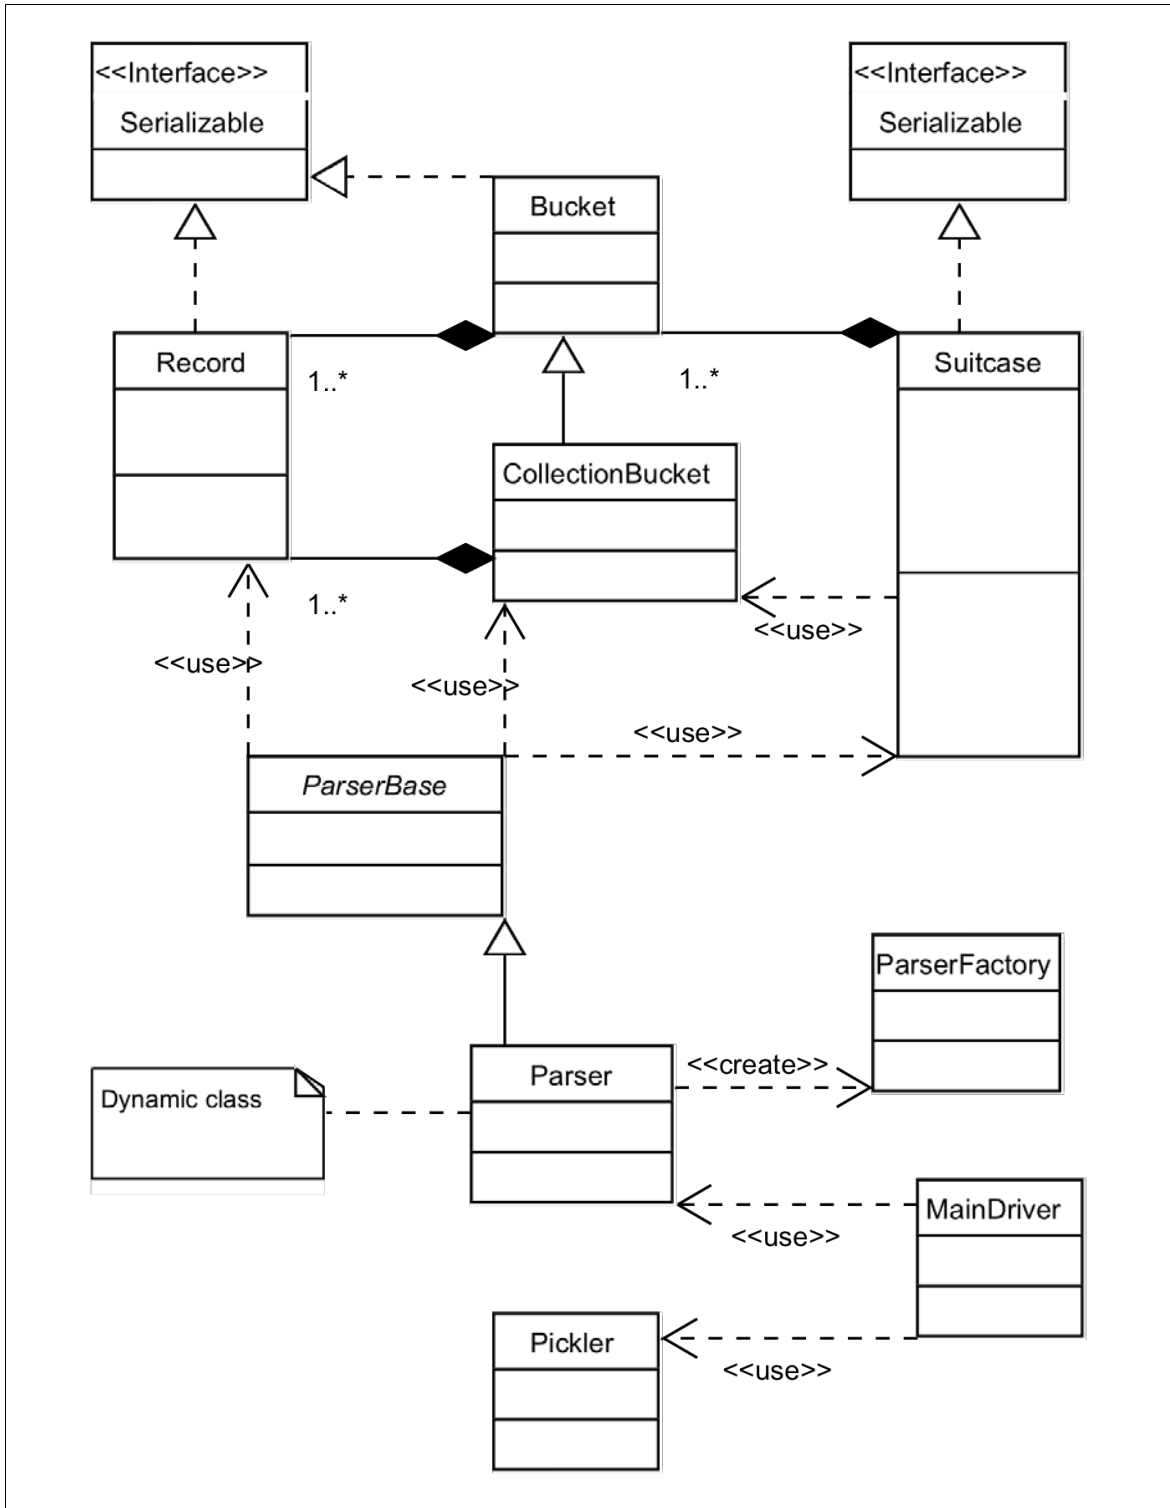 <<Interface>>
Serializable
<<Interface>>
Serializable
Bucket
Record
1..*
1..*
Suitcase
CollectionBucket
1..*
<<use>>
<<use>>
<<use>>
<<use>>
ParserBase
ParserFactory
<<create>>
Parser
Dynamic class
MainDriver
<<use>>
Pickler
<<use>>